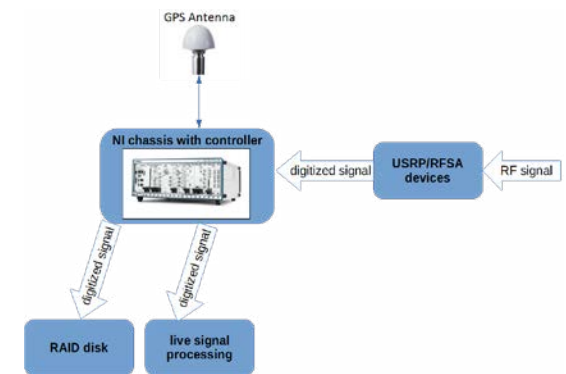 GPS Antenna
NI chassis with controller
digitized signal
USRP/RFSA
devices
RF signal
digitized signal
digitized signal
RAID disk
live signal
processing